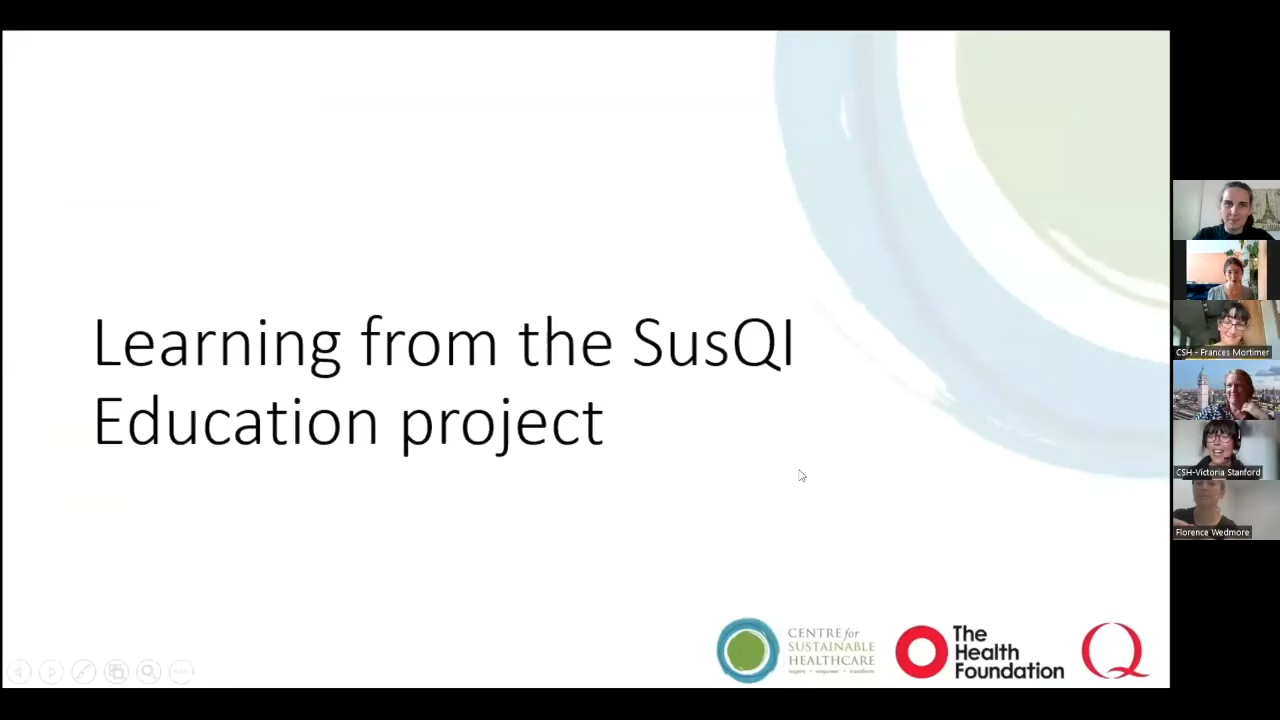 Learning from the SusQI
Education project
CENTRE for
SUSTAINABLE
HEALTHCARE
The
Health
Foundation
Q
CSH - Frances Mortimer
CSH-Victoria Stanford
Florence Wedmore